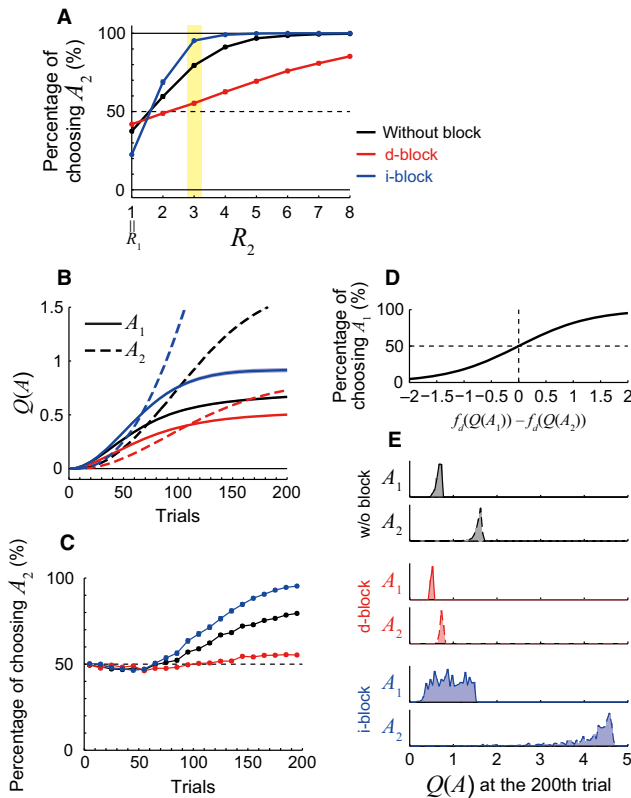 A
Percentage of
choosing A₂ (%)
100
50
0
1 2 3 4 5 6 7 8
=
R₁
R₂
Without block
d-block
i-block
B
Q(A)
1.5
1
0.5
0
A₁
A₂
0 50 100 150 200
Trials
C
Percentage of choosing A₂ (%)
100
50
0
0 50 100 150 200
Trials
D
Percentage of
choosing A₁ (%)
100
50
0
−2 −1.5 −1 −0.5 0 0.5 1 1.5 2
f_d(Q(A₁)) − f_d(Q(A₂))
E
w/o block
A₁
A₂
d-block
A₁
A₂
i-block
A₁
A₂
0 1 2 3 4 5
Q(A) at the 200th trial